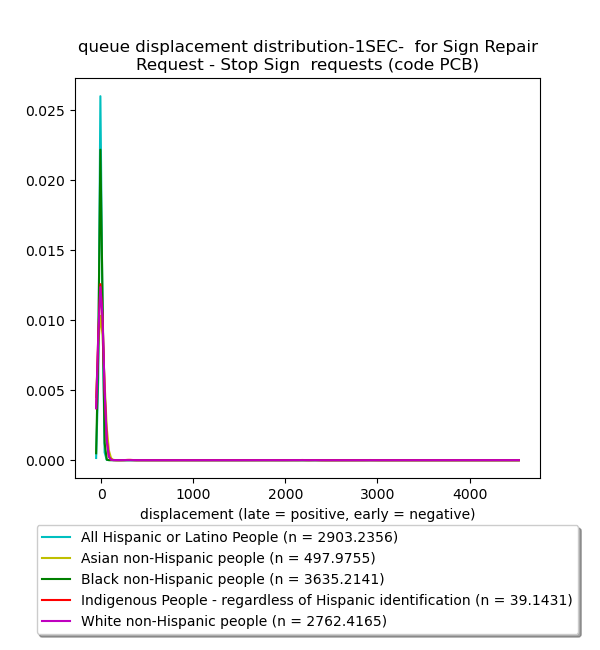 queue displacement distribution-1SEC-  for Sign Repair
Request - Stop Sign  requests (code PCB)
0.025
0.020
0.015
0.010
0.005
0.000
0 1000 2000 3000 4000
displacement (late = positive, early = negative)
All Hispanic or Latino People (n = 2903.2356)
Asian non-Hispanic people (n = 497.9755)
Black non-Hispanic people (n = 3635.2141)
Indigenous People - regardless of Hispanic identification (n = 39.1431)
White non-Hispanic people (n = 2762.4165)